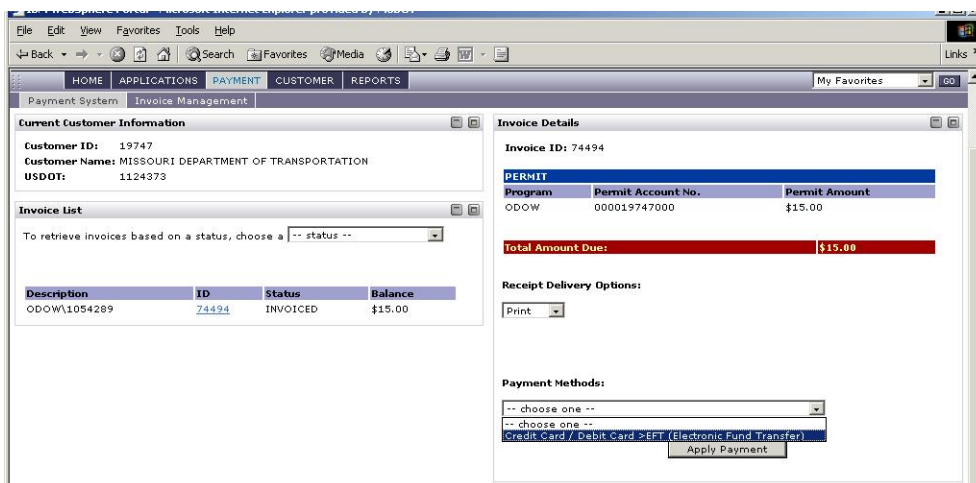 File Edit View Favorites Tools Help
Back Search Favorites Media Links
HOME APPLICATIONS PAYMENT CUSTOMER REPORTS My Favorites GO
Payment System Invoice Management
Current Customer Information
Customer ID: 19747
Customer Name: MISSOURI DEPARTMENT OF TRANSPORTATION
USDOT: 1124373
Invoice List
To retrieve invoices based on a status, choose a -- status --
Description ID Status Balance
ODOW\1054289 74494 INVOICED $15.00
Invoice Details
Invoice ID: 74494
PERMIT
Program Permit Account No. Permit Amount
ODOW 000019747000 $15.00
Total Amount Due: $15.00
Receipt Delivery Options:
Print
Payment Methods:
-- choose one --
-- choose one --
Credit Card / Debit Card >EFT (Electronic Fund Transfer)
Apply Payment